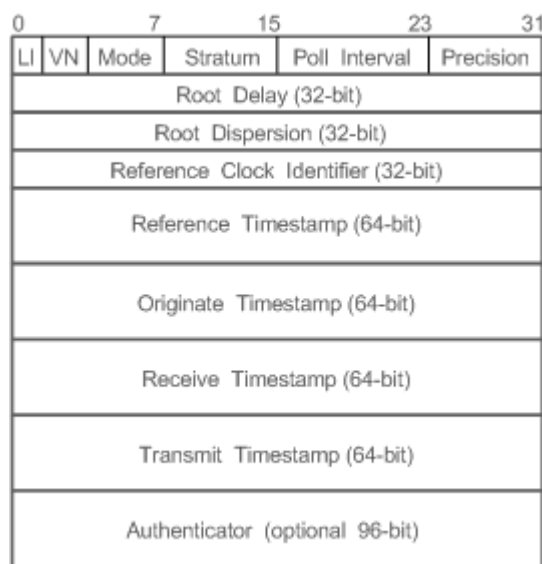 0 7 15 23 31
LI VN Mode Stratum Poll Interval Precision
Root Delay (32-bit)
Root Dispersion (32-bit)
Reference Clock Identifier (32-bit)
Reference Timestamp (64-bit)
Originate Timestamp (64-bit)
Receive Timestamp (64-bit)
Transmit Timestamp (64-bit)
Authenticator (optional 96-bit)